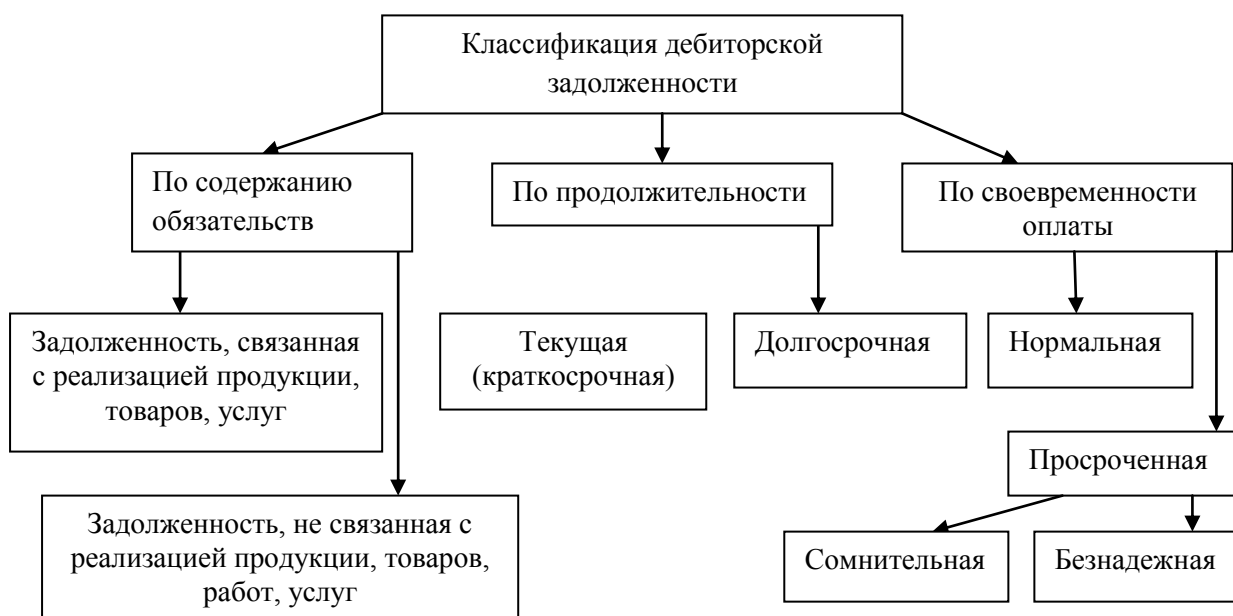 Классификация дебиторской
задолженности
По содержанию
обязательств
По продолжительности
По своевременности
оплаты
Задолженность, связанная
с реализацией продукции,
товаров, услуг
Текущая
(краткосрочная)
Долгосрочная
Нормальная
Просроченная
Задолженность, не связанная с
реализацией продукции, товаров,
работ, услуг
Сомнительная
Безнадежная